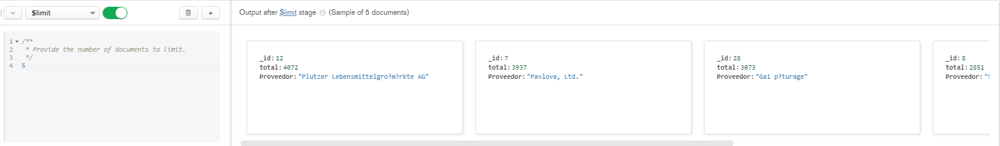 $limit
Output after $limit stage (Sample of 5 documents)
1 /**
2 * Provide the number of documents to limit.
3 */
4 5
_id: 12
total: 4072
Proveedor: "Plutzer Lebensmittelgro?m?rkte AG"
_id: 7
total: 3937
Proveedor: "Pavlova, Ltd."
_id: 28
total: 3073
Proveedor: "Gai p?turage"
_id: 8
total: 2851
Proveedor: